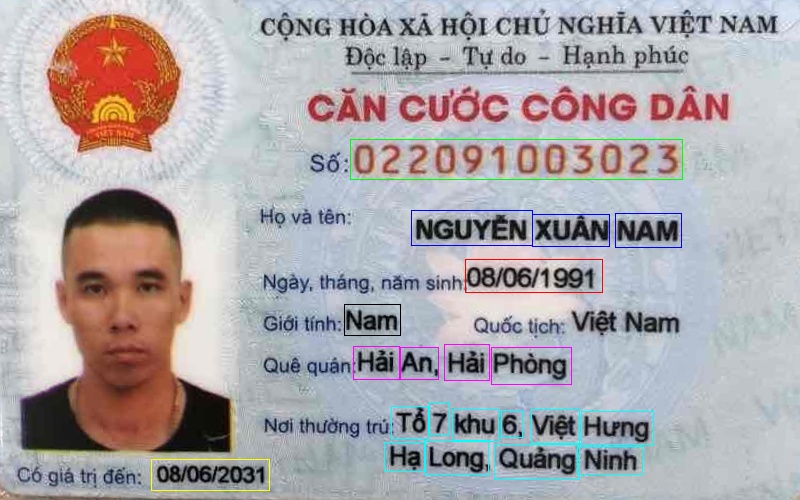 CỘNG HÒA XÃ HỘI CHỦ NGHĨA VIỆT NAM
Độc lập - Tự do - Hạnh phúc
CĂN CƯỚC CÔNG DÂN
Số: 022091003023
Họ và tên: NGUYỄN XUÂN NAM
Ngày, tháng, năm sinh: 08/06/1991
Giới tính: Nam Quốc tịch: Việt Nam
Quê quán: Hải An, Hải Phòng
Nơi thường trú: Tổ 7 khu 6, Việt Hưng
Hạ Long, Quảng Ninh
Có giá trị đến: 08/06/2031